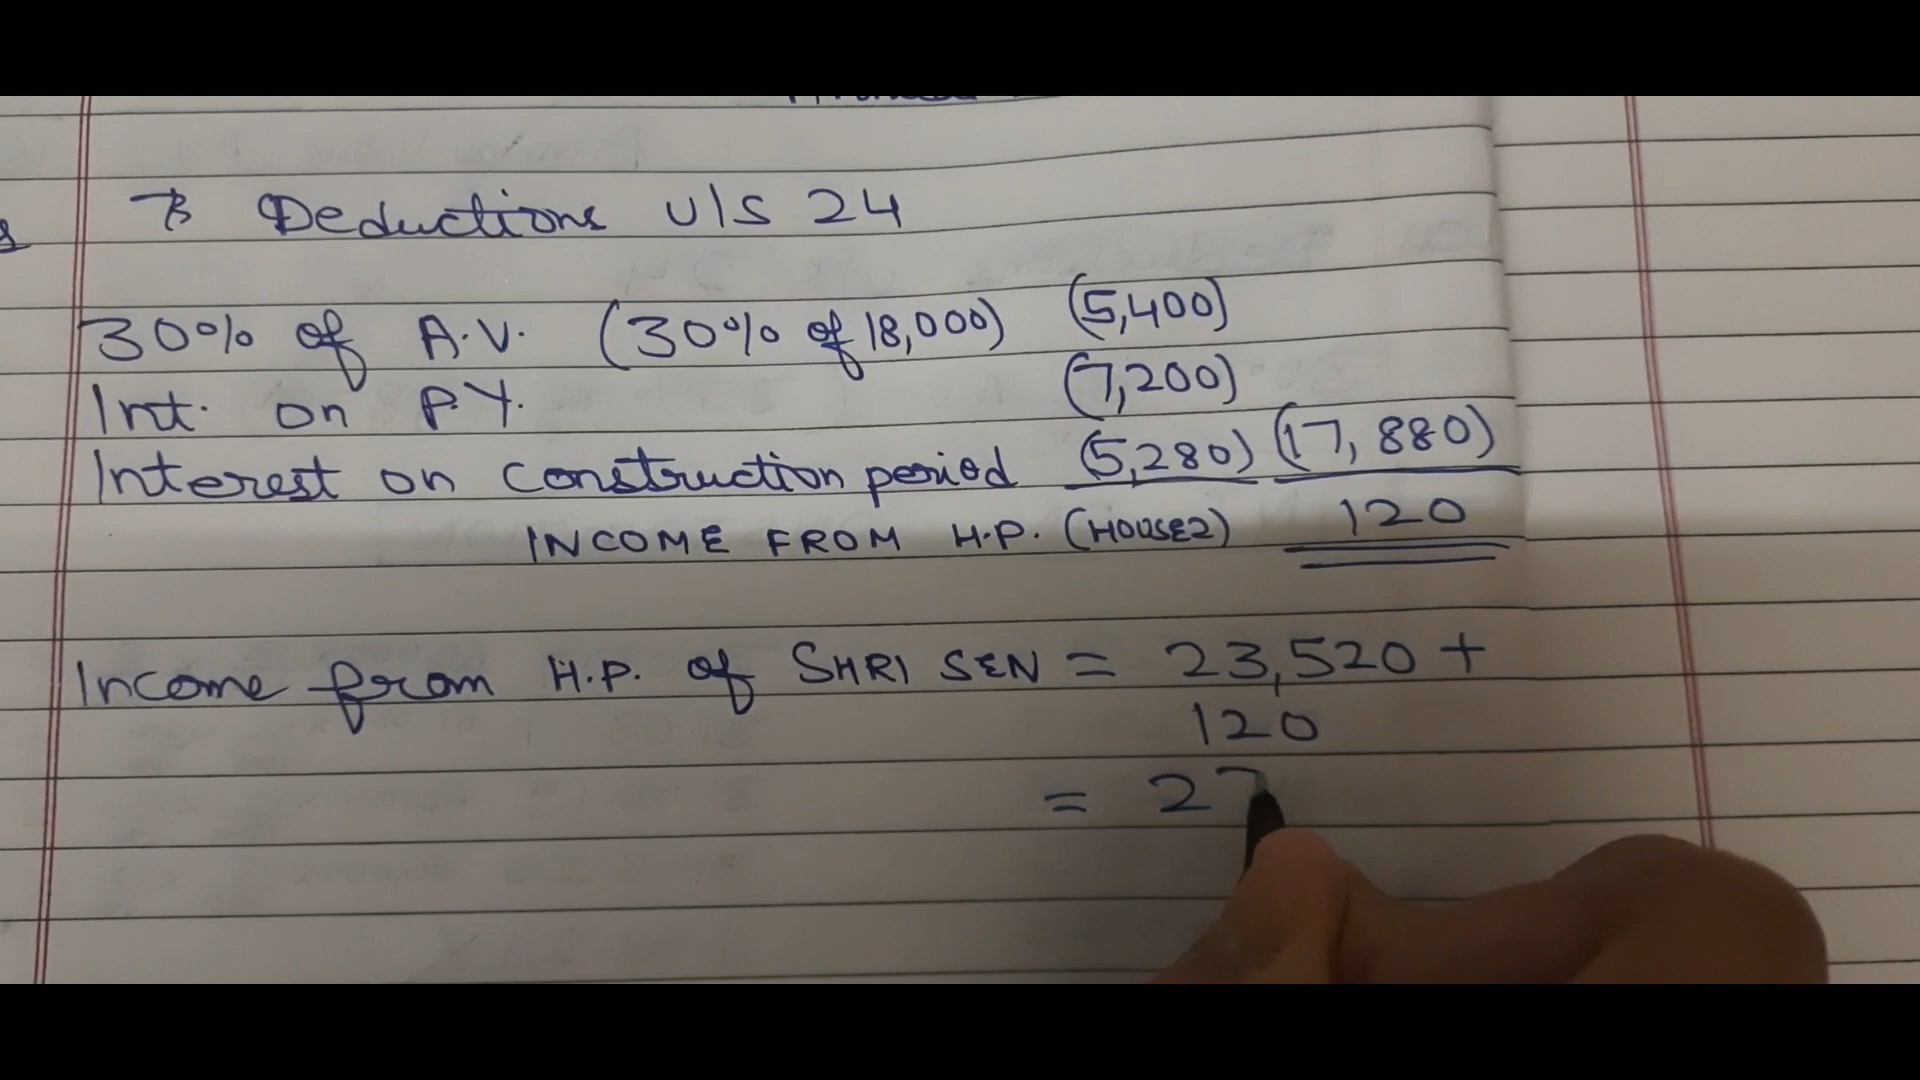 Deductions U/S 24
30% of A.V. (30% of 18,000) (5,400)
Int. on P.Y. (7,200)
Interest on construction period (5,280) (17,880)
INCOME FROM H.P. (HOUSE2) 120
Income from H.P. of SHRI SEN = 23,520 +
120
= 2